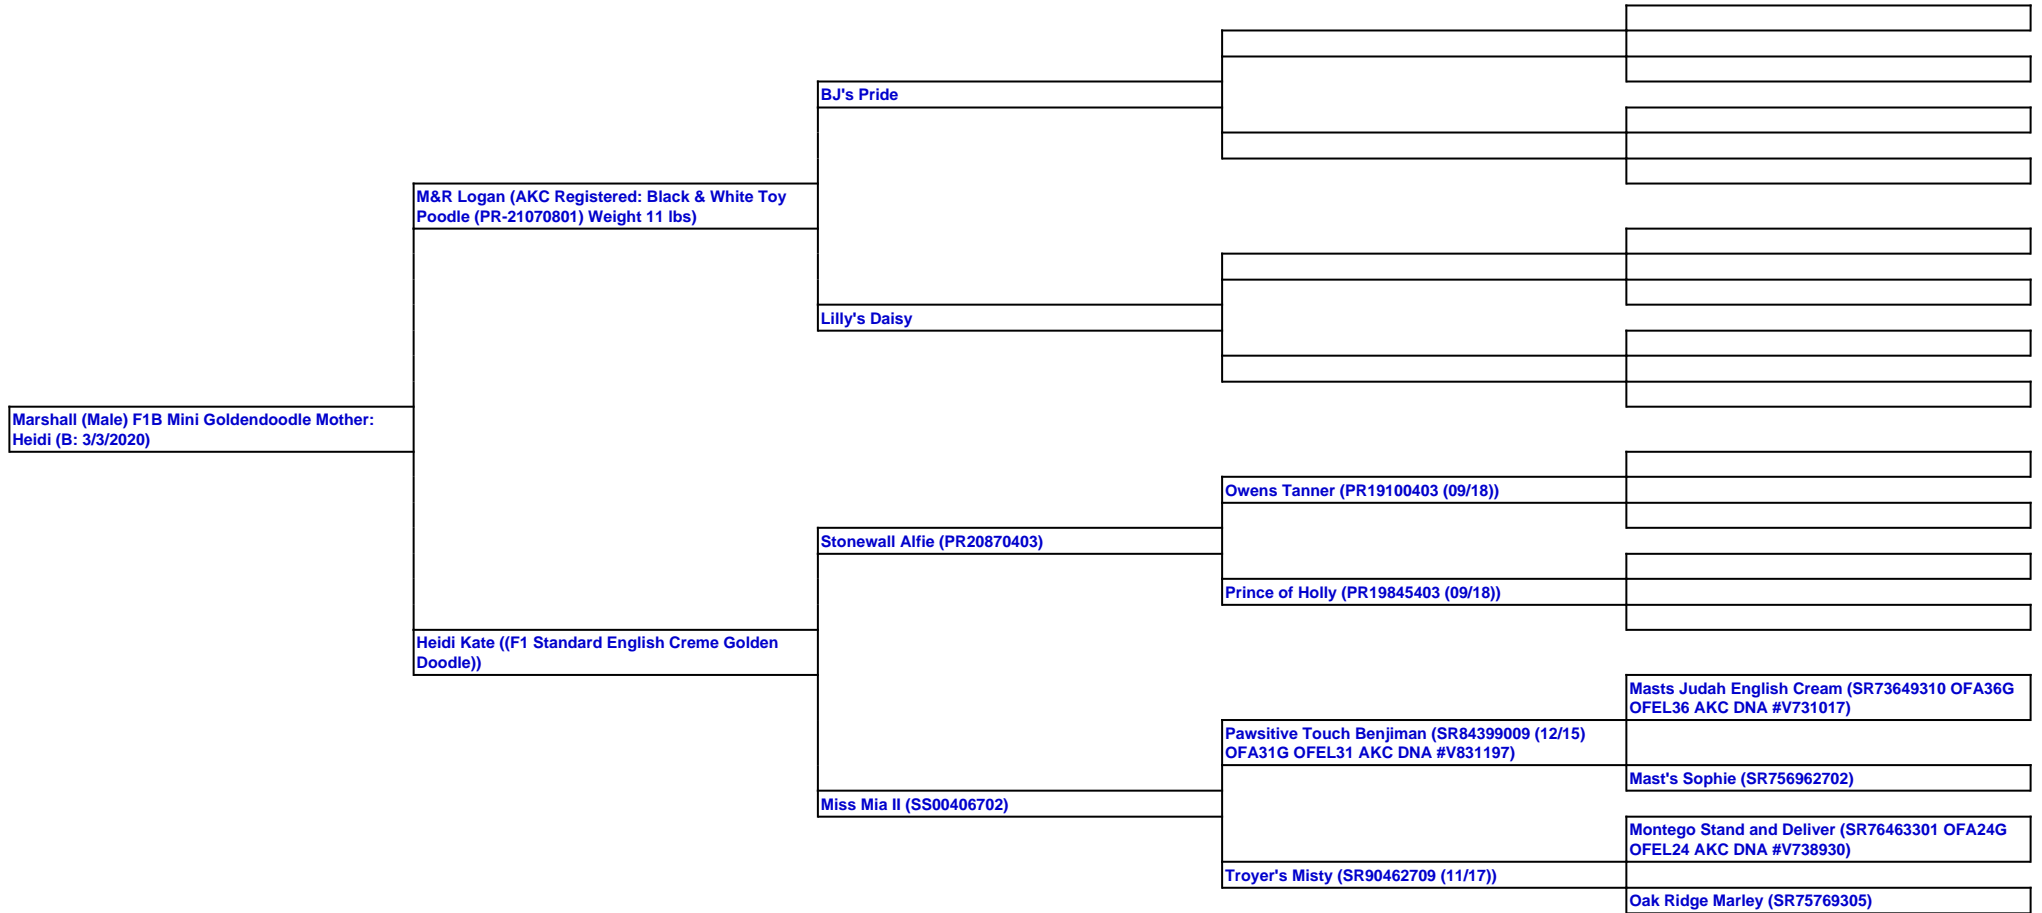 BJ's Pride
M&R Logan (AKC Registered: Black & White Toy
Poodle (PR-21070801) Weight 11 lbs)
Lilly's Daisy
Marshall (Male) F1B Mini Goldendoodle Mother:
Heidi (B: 3/3/2020)
Owens Tanner (PR19100403 (09/18))
Stonewall Alfie (PR20870403)
Prince of Holly (PR19845403 (09/18))
Heidi Kate ((F1 Standard English Creme Golden
Doodle))
Masts Judah English Cream (SR73649310 OFA36G
OFEL36 AKC DNA #V731017)
Pawsitive Touch Benjiman (SR84399009 (12/15)
OFA31G OFEL31 AKC DNA #V831197)
Mast's Sophie (SR756962702)
Miss Mia II (SS00406702)
Montego Stand and Deliver (SR76463301 OFA24G
OFEL24 AKC DNA #V738930)
Troyer's Misty (SR90462709 (11/17))
Oak Ridge Marley (SR75769305)